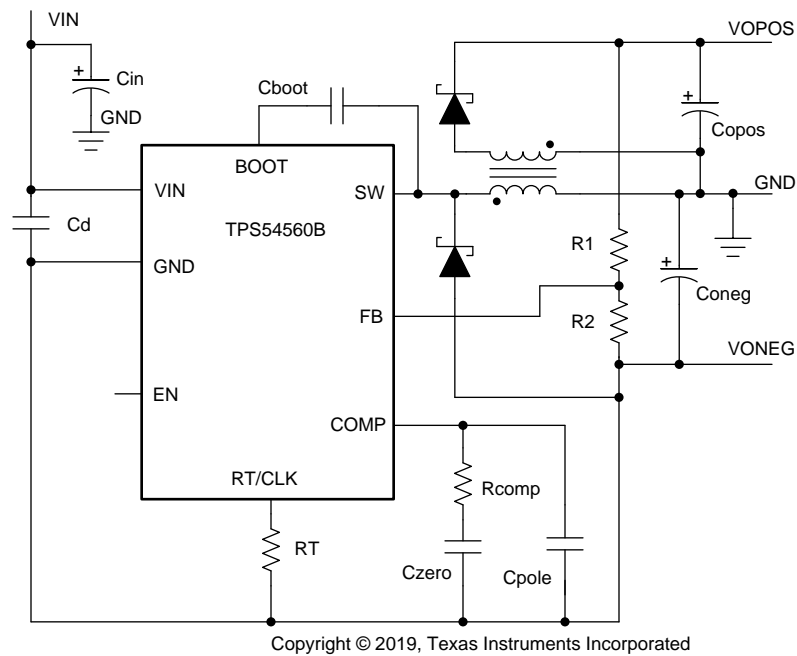 VIN
VOPOS
Cin
GND
Cboot
Copos
BOOT
VIN
SW
GND
Cd
TPS54560B
GND
R1
Coneg
FB
R2
VONEG
EN
COMP
RT/CLK
Rcomp
RT
Czero
Cpole
Copyright © 2019, Texas Instruments Incorporated